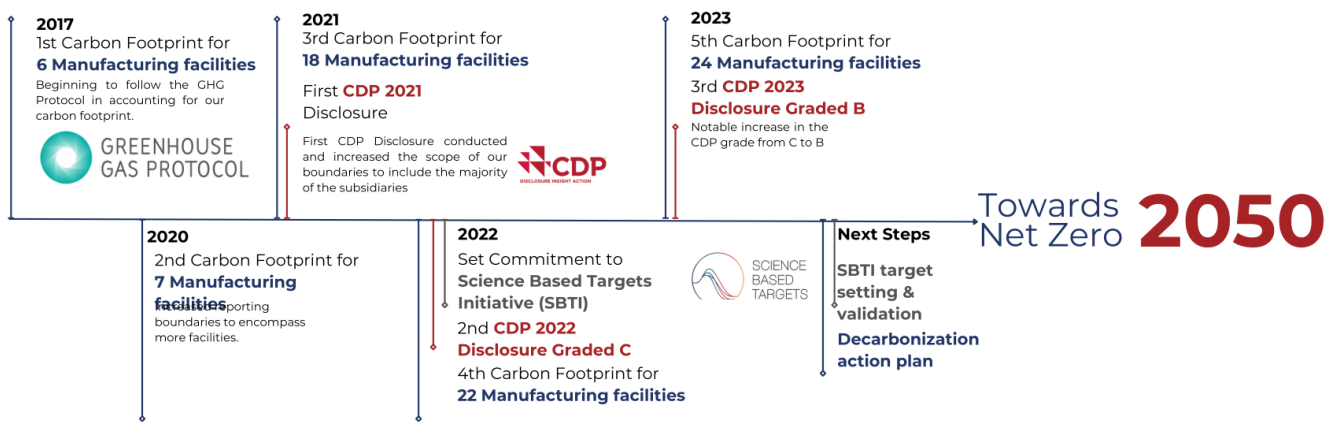 2017
1st Carbon Footprint for
6 Manufacturing facilities
Beginning to follow the GHG
Protocol in accounting for our
carbon footprint.
GREENHOUSE
GAS PROTOCOL
2021
3rd Carbon Footprint for
18 Manufacturing facilities
First CDP 2021
Disclosure
First CDP Disclosure conducted
and increased the scope of our
boundaries to include the majority
of the subsidiaries
CDP
DISCLOSURE INSIGHT ACTION
2023
5th Carbon Footprint for
24 Manufacturing facilities
3rd CDP 2023
Disclosure Graded B
Notable increase in the
CDP grade from C to B
2020
2nd Carbon Footprint for
7 Manufacturing
facilities
Increased reporting
boundaries to encompass
more facilities.
2022
Set Commitment to
Science Based Targets
Initiative (SBTI)
2nd CDP 2022
Disclosure Graded C
4th Carbon Footprint for
22 Manufacturing facilities
SCIENCE
BASED
TARGETS
Next Steps
SBTI target
setting &
validation
Decarbonization
action plan
Towards
Net Zero
2050